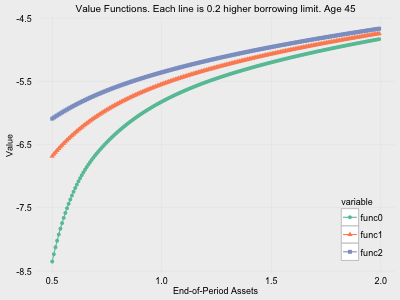 Value Functions. Each line is 0.2 higher borrowing limit. Age 45
-4.5
-5.5
-6.5
-7.5
-8.5
Value
0.5
1.0
1.5
2.0
End-of-Period Assets
variable
func0
func1
func2